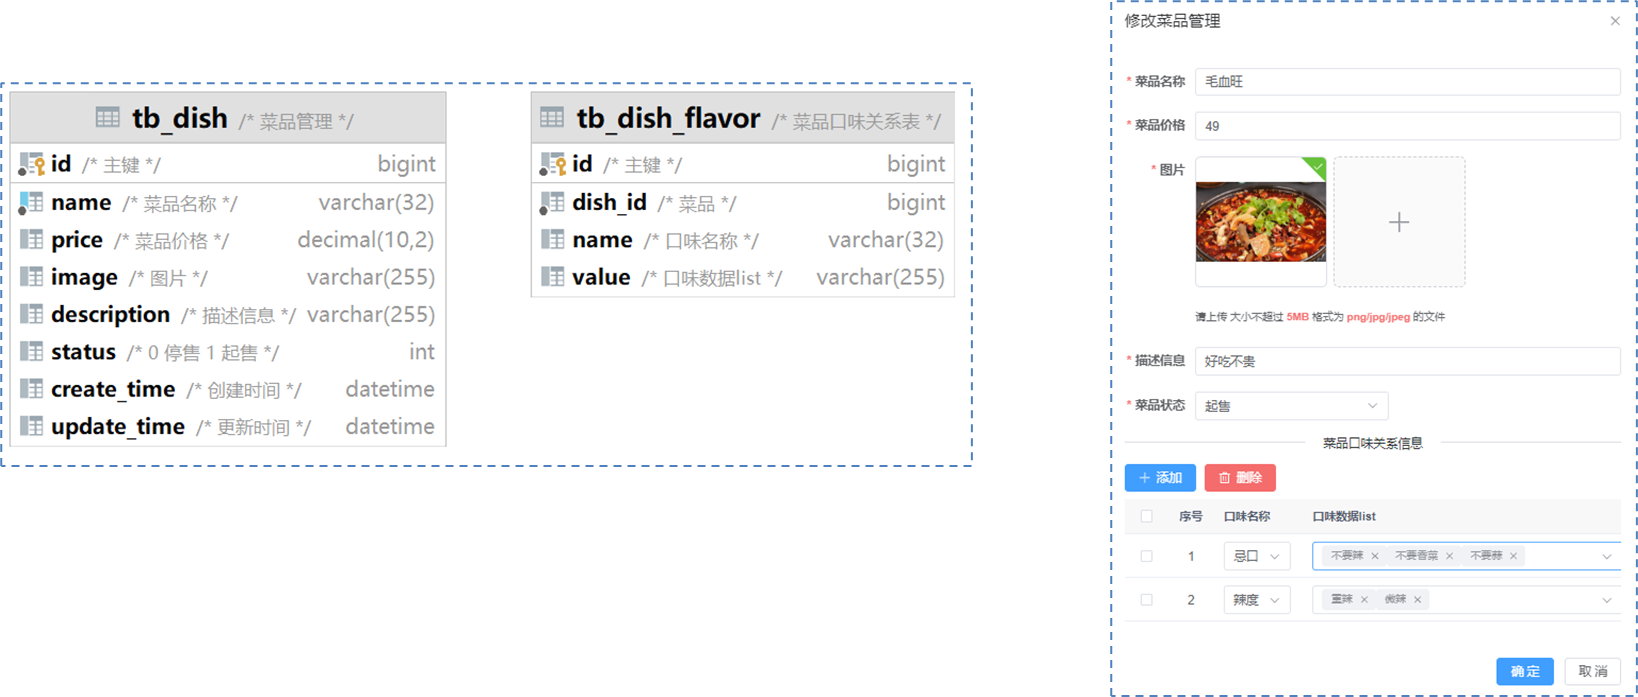 tb_dish /* 菜品管理 */
id /* 主键 */ bigint
name /* 菜品名称 */ varchar(32)
price /* 菜品价格 */ decimal(10,2)
image /* 图片 */ varchar(255)
description /* 描述信息 */ varchar(255)
status /* 0 停售 1 起售 */ int
create_time /* 创建时间 */ datetime
update_time /* 更新时间 */ datetime
tb_dish_flavor /* 菜品口味关系表 */
id /* 主键 */ bigint
dish_id /* 菜品 */ bigint
name /* 口味名称 */ varchar(32)
value /* 口味数据list */ varchar(255)
修改菜品管理
* 菜品名称 毛血旺
* 菜品价格 49
* 图片
请上传 大小不超过 5MB 格式为 png/jpg/jpeg 的文件
* 描述信息 好吃不贵
* 菜品状态 起售
菜品口味关系信息
添加 删除
序号 口味名称 口味数据list
1 忌口 不要辣 不要香菜 不要蒜
2 辣度 重辣 微辣
确定 取消